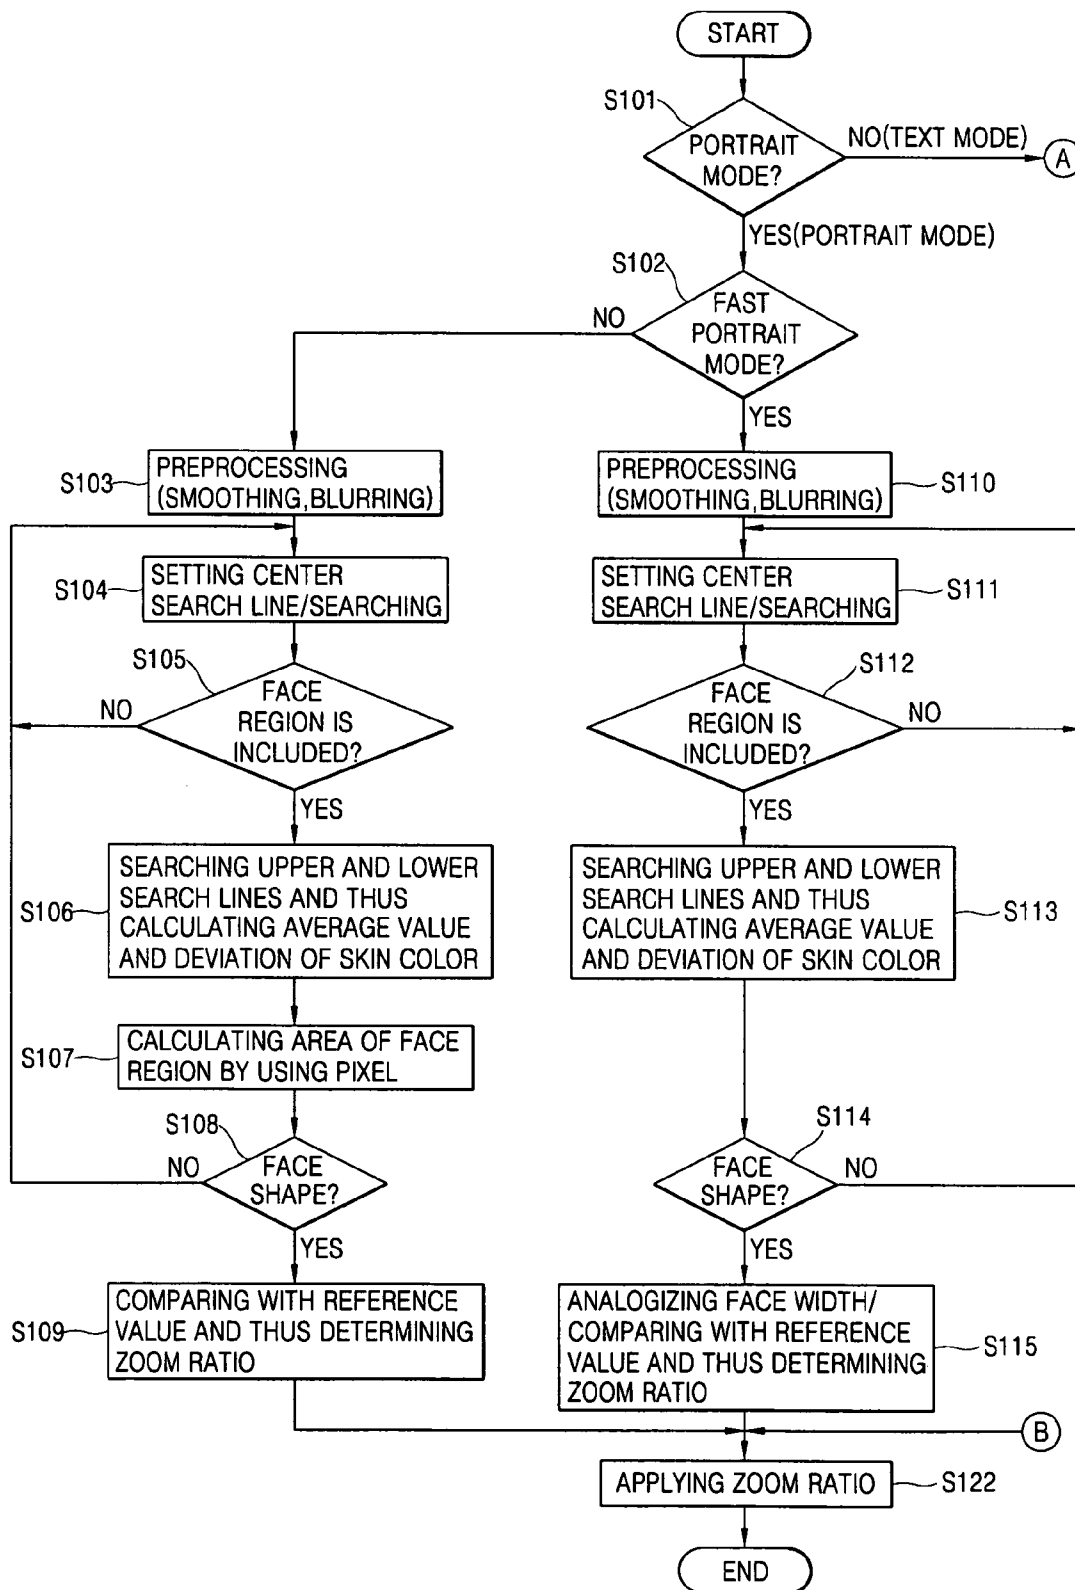 START
S101
PORTRAIT
MODE?
NO(TEXT MODE)
A
YES(PORTRAIT MODE)
S102
FAST
PORTRAIT
MODE?
NO
YES
S103
PREPROCESSING
(SMOOTHING,BLURRING)
PREPROCESSING
(SMOOTHING,BLURRING)
S110
S104
SETTING CENTER
SEARCH LINE/SEARCHING
SETTING CENTER
SEARCH LINE/SEARCHING
S111
S105
FACE
REGION IS
INCLUDED?
NO
YES
S112
FACE
REGION IS
INCLUDED?
NO
YES
S106
SEARCHING UPPER AND LOWER
SEARCH LINES AND THUS
CALCULATING AVERAGE VALUE
AND DEVIATION OF SKIN COLOR
SEARCHING UPPER AND LOWER
SEARCH LINES AND THUS
CALCULATING AVERAGE VALUE
AND DEVIATION OF SKIN COLOR
S113
S107
CALCULATING AREA OF FACE
REGION BY USING PIXEL
S108
FACE
SHAPE?
NO
YES
S114
FACE
SHAPE?
NO
YES
S109
COMPARING WITH REFERENCE
VALUE AND THUS DETERMINING
ZOOM RATIO
ANALOGIZING FACE WIDTH/
COMPARING WITH REFERENCE
VALUE AND THUS DETERMINING
ZOOM RATIO
S115
B
APPLYING ZOOM RATIO
S122
END